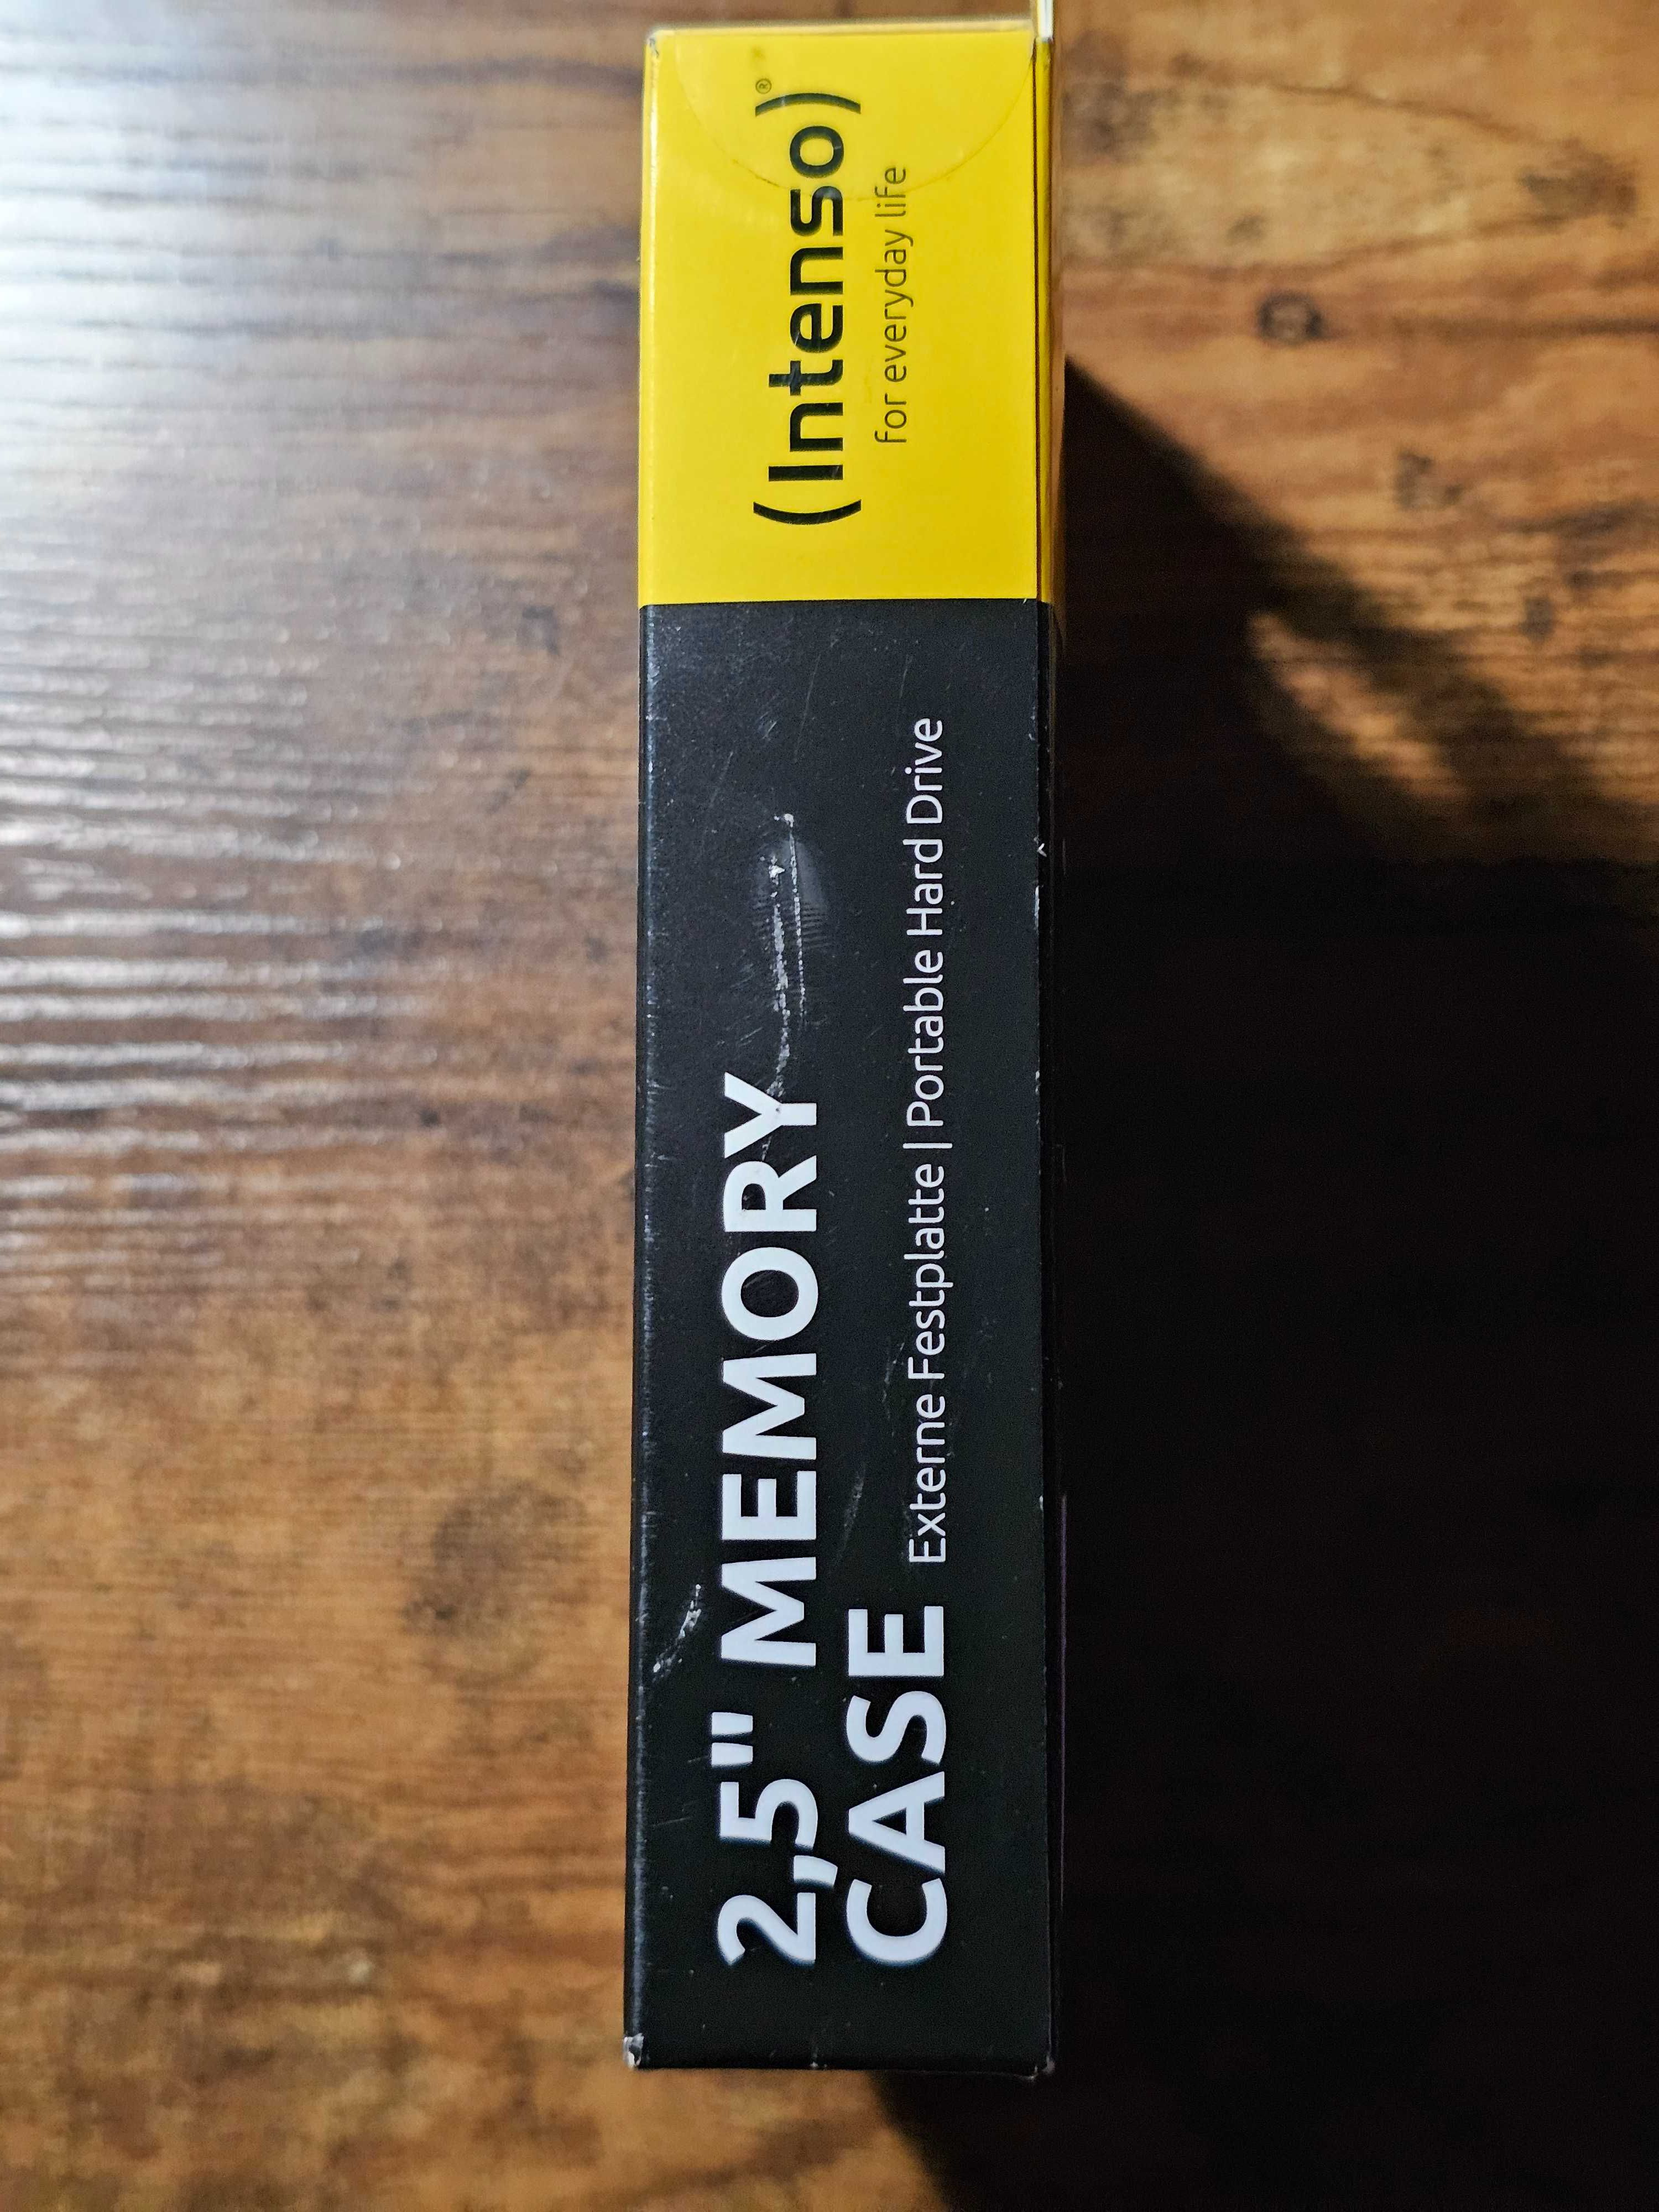 2,5" MEMORY
CASE Externe Festplatte | Portable Hard Drive
(Intenso)®
for everyday life